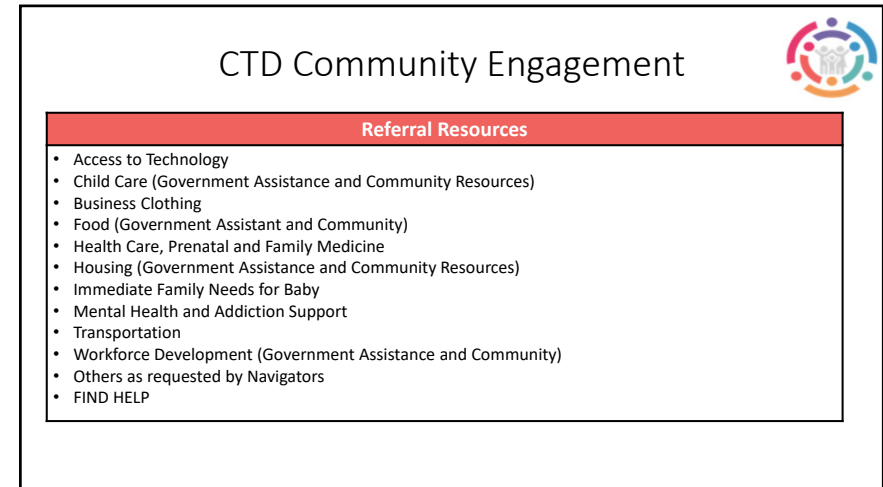 CTD Community Engagement
Referral Resources
• Access to Technology
• Child Care (Government Assistance and Community Resources)
• Business Clothing
• Food (Government Assistant and Community)
• Health Care, Prenatal and Family Medicine
• Housing (Government Assistance and Community Resources)
• Immediate Family Needs for Baby
• Mental Health and Addiction Support
• Transportation
• Workforce Development (Government Assistance and Community)
• Others as requested by Navigators
• FIND HELP